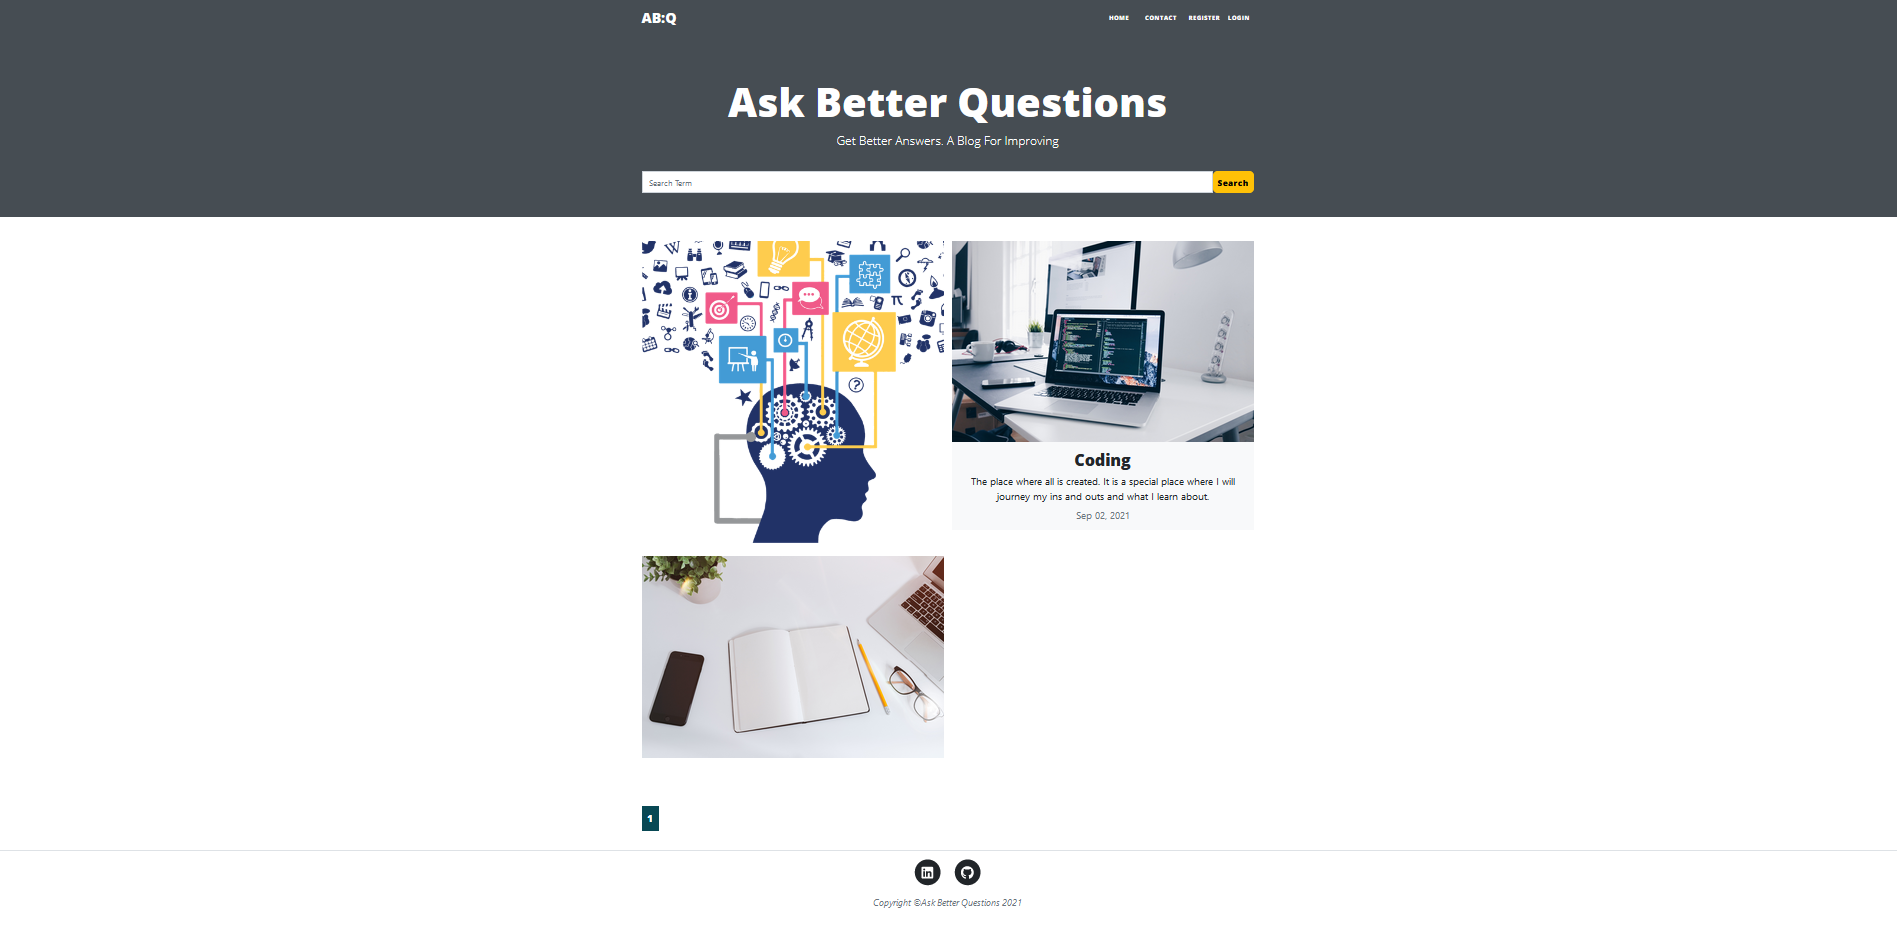 AB:Q
HOME CONTACT REGISTER LOGIN
Ask Better Questions
Get Better Answers. A Blog For Improving
Search Term
Search
?
Coding
The place where all is created. It is a special place where I will
journey my ins and outs and what I learn about.
Sep 02, 2021
1
in
Copyright ©Ask Better Questions 2021